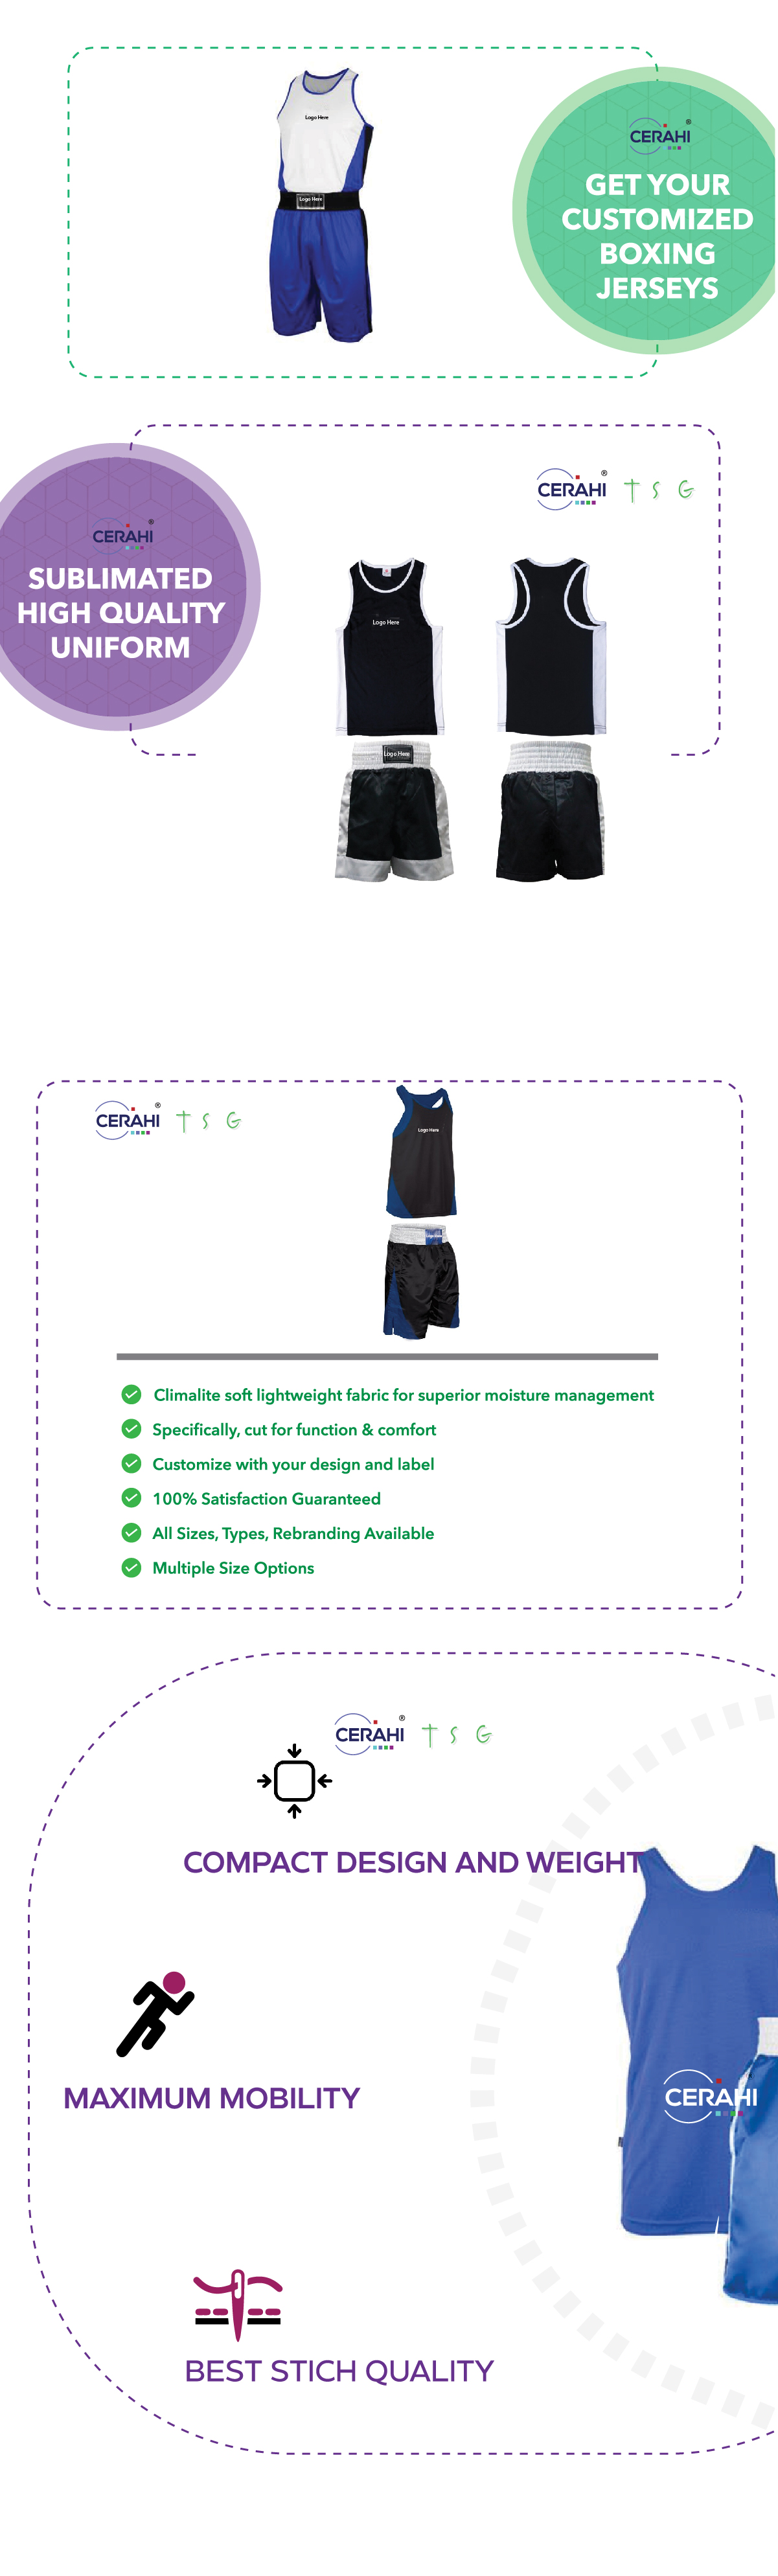 Logo Here
Logo Here
CERAHI®
GET YOUR
CUSTOMIZED
BOXING
JERSEYS
CERAHI® T S G
CERAHI®
SUBLIMATED
HIGH QUALITY
UNIFORM
Logo Here
Logo Here
CERAHI® T S G
Logo Here
Climalite soft lightweight fabric for superior moisture management
Specifically, cut for function & comfort
Customize with your design and label
100% Satisfaction Guaranteed
All Sizes, Types, Rebranding Available
Multiple Size Options
CERAHI® T S G
COMPACT DESIGN AND WEIGHT
MAXIMUM MOBILITY
CERAHI
BEST STICH QUALITY